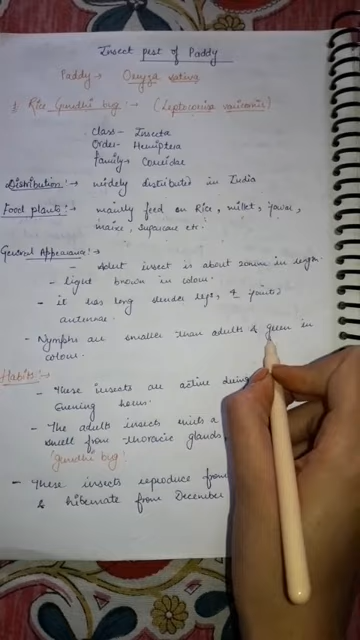 Insect pest of Paddy
Paddy → Oryza sativa
1 Rice Gundhi bug :→ (Leptocorisa varicornis)
Class - Insecta
Order - Hemiptera
Family - Coreidae
Distribution :→ widely distributed in India
Food plants :→ mainly feed on Rice, millet, jowar,
maize, sugarcane etc.
General Appearance :→
- Adult insect is about 20mm in length
- light brown in colour.
- it has long slender legs, & 4 jointed
antennae.
- Nymphs are smaller than adults & green in
colour.
Habits :→
- These insects are active during
Evening hours.
- The adults insects emits a
smell from thoracic glands,
'gundhi bug'
- These insects reproduce from
& hibernate from December